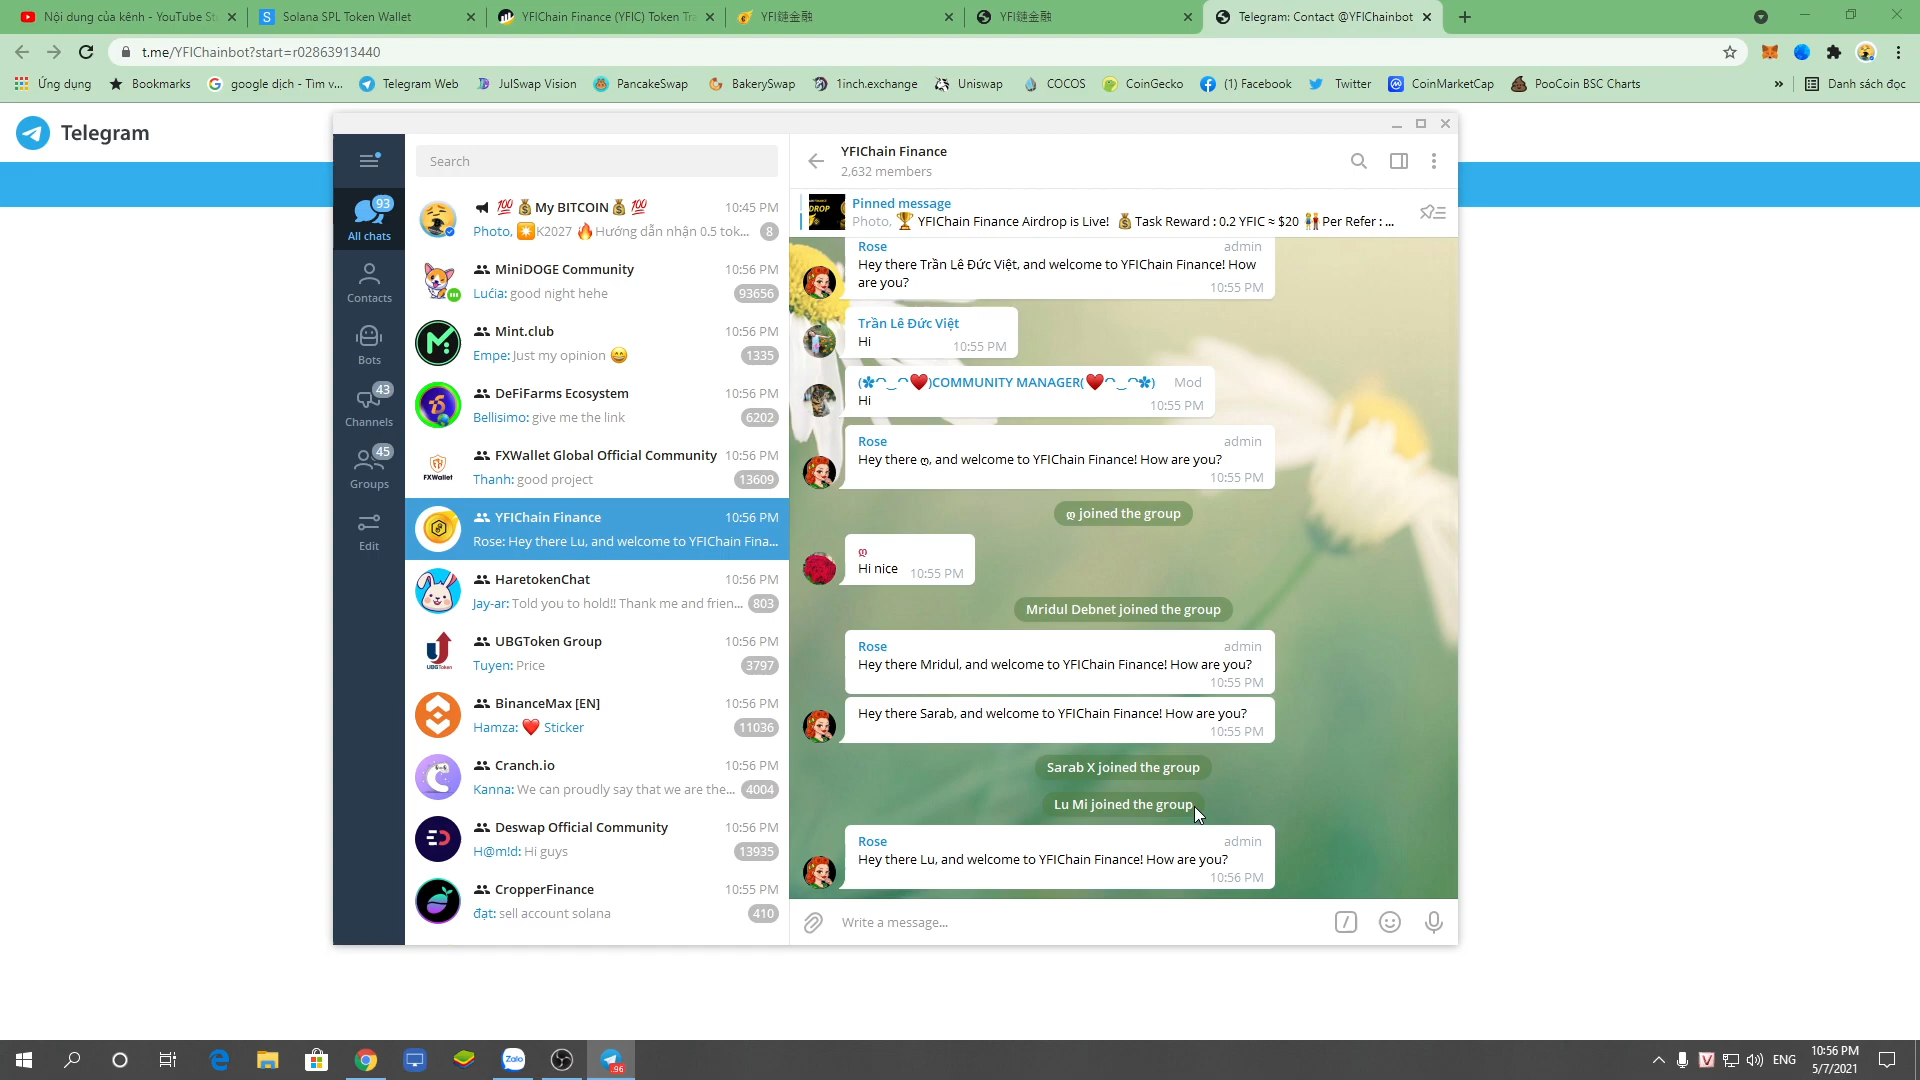 Nội dung của kênh - YouTube St
Solana SPL Token Wallet
YFIChain Finance (YFIC) Token Tra
YFI鏈金融
YFI鏈金融
Telegram: Contact @YFIChainbot
t.me/YFIChainbot?start=r02863913440
Ứng dụng
Bookmarks
google dịch - Tìm v...
Telegram Web
JulSwap Vision
PancakeSwap
BakerySwap
1inch.exchange
Uniswap
COCOS
CoinGecko
(1) Facebook
Twitter
CoinMarketCap
PooCoin BSC Charts
»
Danh sách đọc
Telegram
93
All chats
Contacts
Bots
43
Channels
45
Groups
Edit
Search
💯💰My BITCOIN💰💯 10:45 PM
Photo, K2027 🔥Hướng dẫn nhận 0.5 tok... 8
MiniDOGE Community 10:56 PM
Lućia: good night hehe 93656
Mint.club 10:56 PM
Empe: Just my opinion 😄 1335
DeFiFarms Ecosystem 10:56 PM
Bellisimo: give me the link 6202
FXWallet
FXWallet Global Official Community 10:56 PM
Thanh: good project 13609
YFIChain Finance 10:56 PM
Rose: Hey there Lu, and welcome to YFIChain Fina...
HaretokenChat 10:56 PM
Jay-ar: Told you to hold!! Thank me and frien... 803
UBGToken
UBGToken Group 10:56 PM
Tuyen: Price 3797
BinanceMax [EN] 10:56 PM
Hamza: ❤️ Sticker 11036
Cranch.io 10:56 PM
Kanna: We can proudly say that we are the... 4004
Deswap Official Community 10:56 PM
H@m!d: Hi guys 13935
CropperFinance 10:55 PM
đạt: sell account solana 410
YFIChain Finance
2,632 members
Pinned message
Photo, 🏆 YFIChain Finance Airdrop is Live! 💰Task Reward : 0.2 YFIC ≈ $20 👫Per Refer : ...
Rose admin
Hey there Trần Lê Đức Việt, and welcome to YFIChain Finance! How
are you?
10:55 PM
Trần Lê Đức Việt
Hi 10:55 PM
(✽◠‿◠❤️)COMMUNITY MANAGER(❤️◠‿◠✽) Mod
Hi
10:55 PM
Rose admin
Hey there ღ, and welcome to YFIChain Finance! How are you?
10:55 PM
ღ joined the group
ღ
Hi nice 10:55 PM
Mridul Debnet joined the group
Rose admin
Hey there Mridul, and welcome to YFIChain Finance! How are you?
10:55 PM
Hey there Sarab, and welcome to YFIChain Finance! How are you?
10:55 PM
Sarab X joined the group
Lu Mi joined the group
Rose admin
Hey there Lu, and welcome to YFIChain Finance! How are you?
10:56 PM
Write a message...
Zalo
96
V
ENG
10:56 PM
5/7/2021